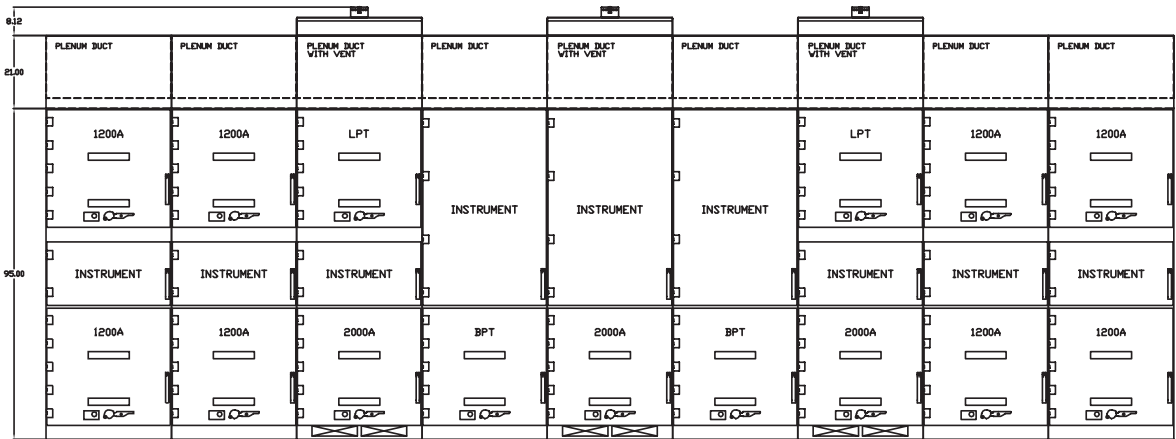 8.12
PLENUM DUCT
PLENUM DUCT
PLENUM DUCT
WITH VENT
PLENUM DUCT
PLENUM DUCT
WITH VENT
PLENUM DUCT
PLENUM DUCT
WITH VENT
PLENUM DUCT
PLENUM DUCT
21.00
1200A
1200A
LPT
LPT
1200A
1200A
INSTRUMENT
INSTRUMENT
INSTRUMENT
95.00
INSTRUMENT
INSTRUMENT
INSTRUMENT
INSTRUMENT
INSTRUMENT
INSTRUMENT
1200A
1200A
2000A
BPT
2000A
BPT
2000A
1200A
1200A